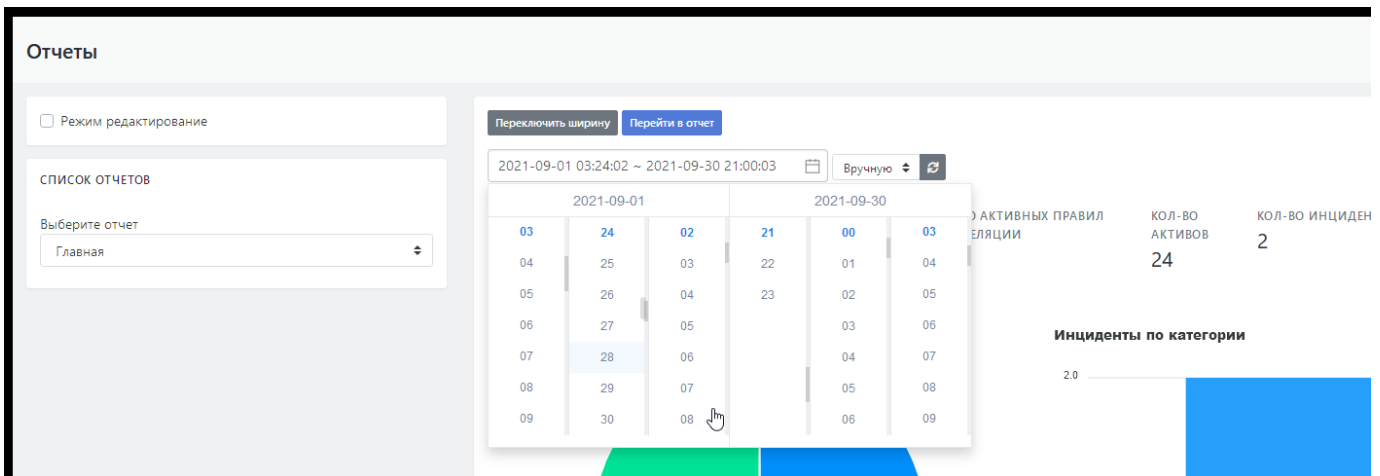 Отчеты
Режим редактирование
СПИСОК ОТЧЕТОВ
Выберите отчет
Главная
Переключить ширину
Перейти в отчет
2021-09-01 03:24:02 ~ 2021-09-30 21:00:03
Вручную
2021-09-01 2021-09-30
03 24 02 21 00 03
04 25 03 22 01 04
05 26 04 23 02 05
06 27 05 03 06
07 28 06 04 07
08 29 07 05 08
09 30 08 06 09
АКТИВНЫХ ПРАВИЛ
КОЛ-ВО
АКТИВОВ
24
КОЛ-ВО
2
Инциденты по категории
2.0